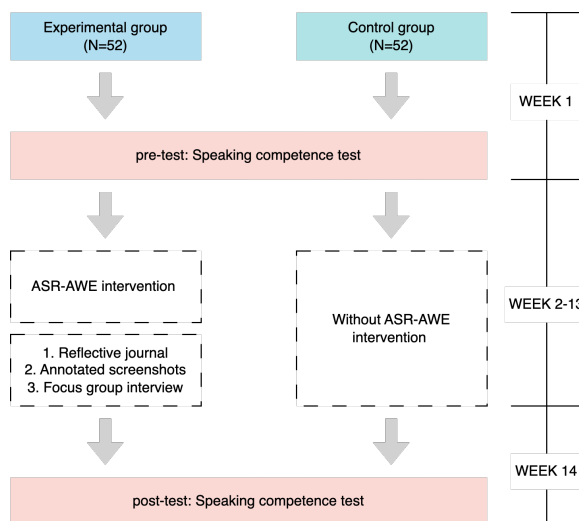 Experimental group
(N=52)
Control group
(N=52)
WEEK 1
pre-test: Speaking competence test
ASR-AWE intervention
1. Reflective journal
2. Annotated screenshots
3. Focus group interview
Without ASR-AWE
intervention
WEEK 2-13
WEEK 14
post-test: Speaking competence test